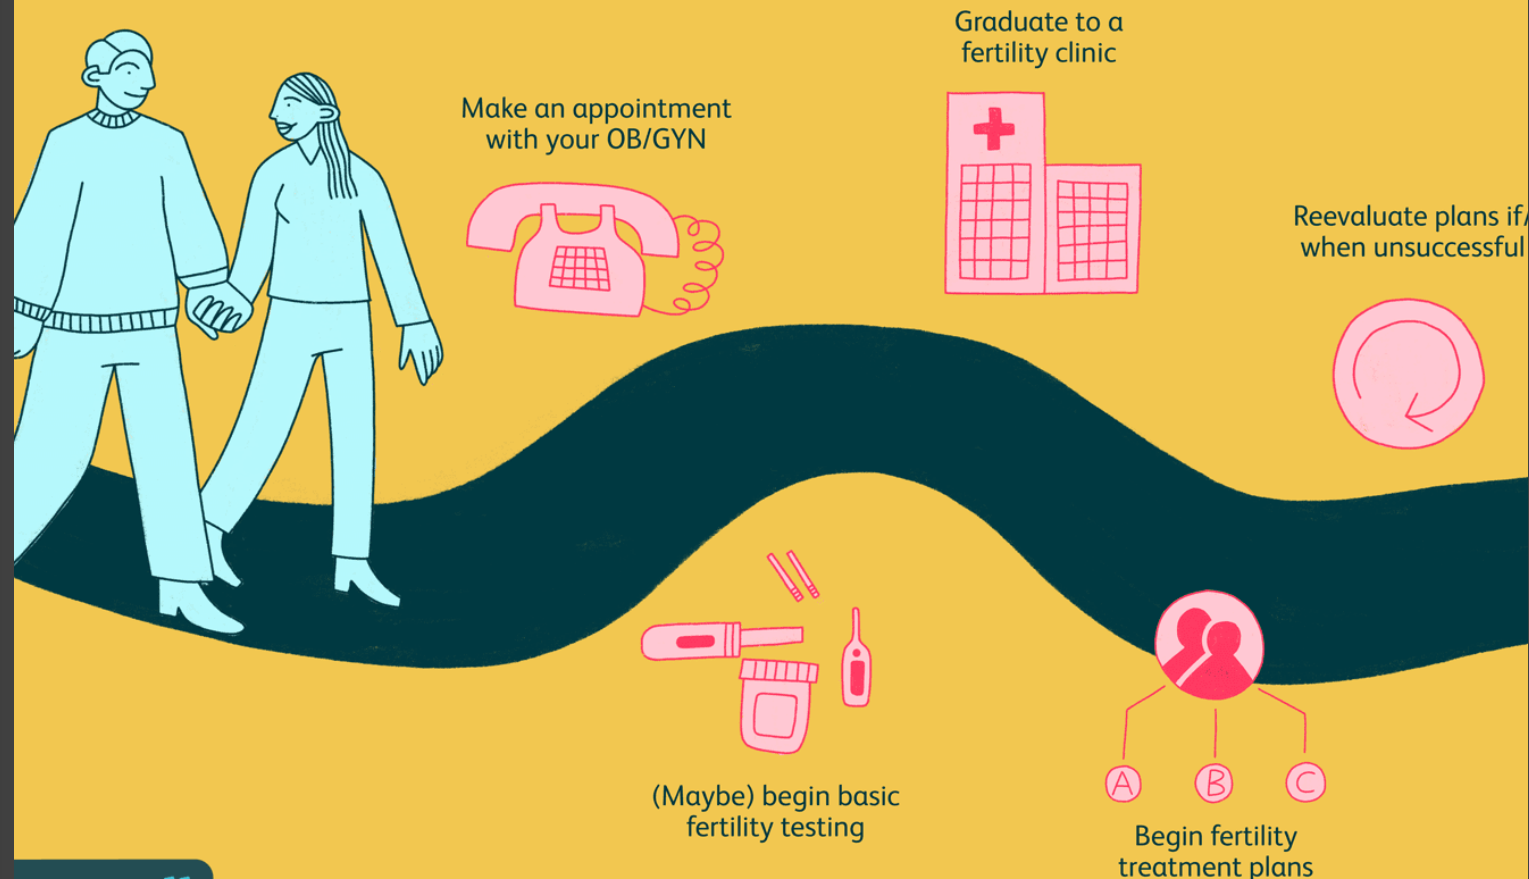 Make an appointment
with your OB/GYN
(Maybe) begin basic
fertility testing
Graduate to a
fertility clinic
A
B
C
Begin fertility
treatment plans
Reevaluate plans if/
when unsuccessful